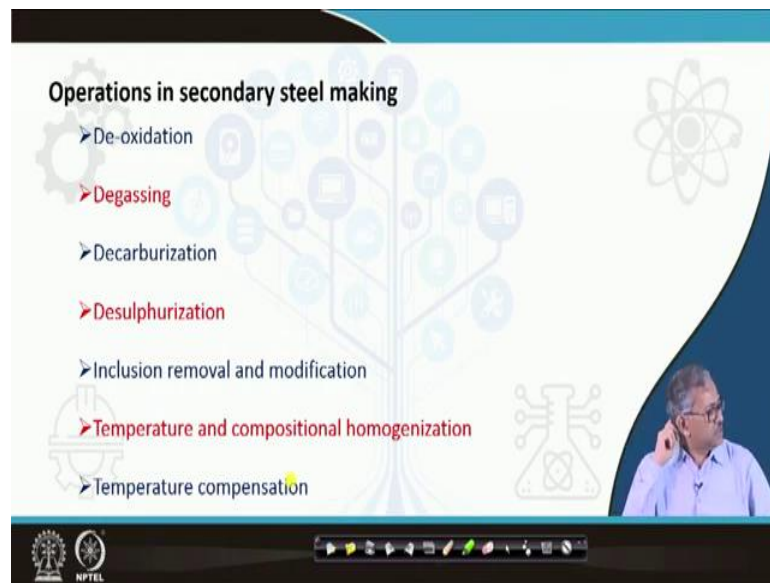 Operations in secondary steel making
➢De-oxidation
➢Degassing
➢Decarburization
➢Desulphurization
➢Inclusion removal and modification
➢Temperature and compositional homogenization
➢Temperature compensation
NPTEL